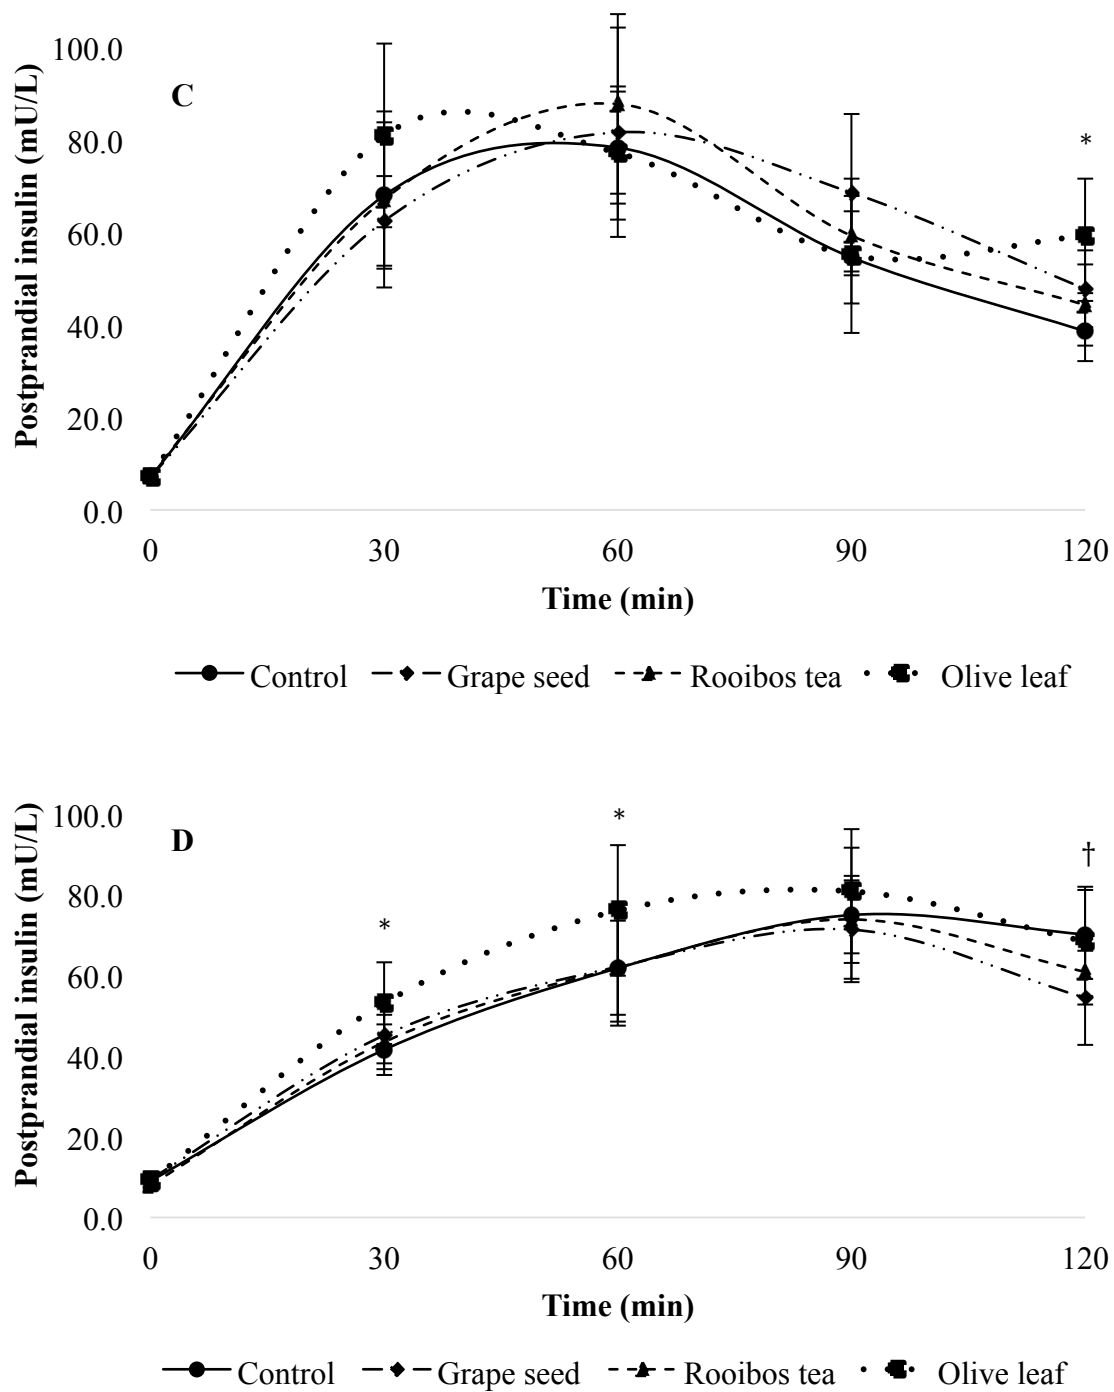 Postprandial insulin (mU/L)
100.0
80.0
60.0
40.0
20.0
0.0
C
*
0 30 60 90 120
Time (min)
Control Grape seed Rooibos tea Olive leaf
Postprandial insulin (mU/L)
100.0
80.0
60.0
40.0
20.0
0.0
D
*
*
†
0 30 60 90 120
Time (min)
Control Grape seed Rooibos tea Olive leaf